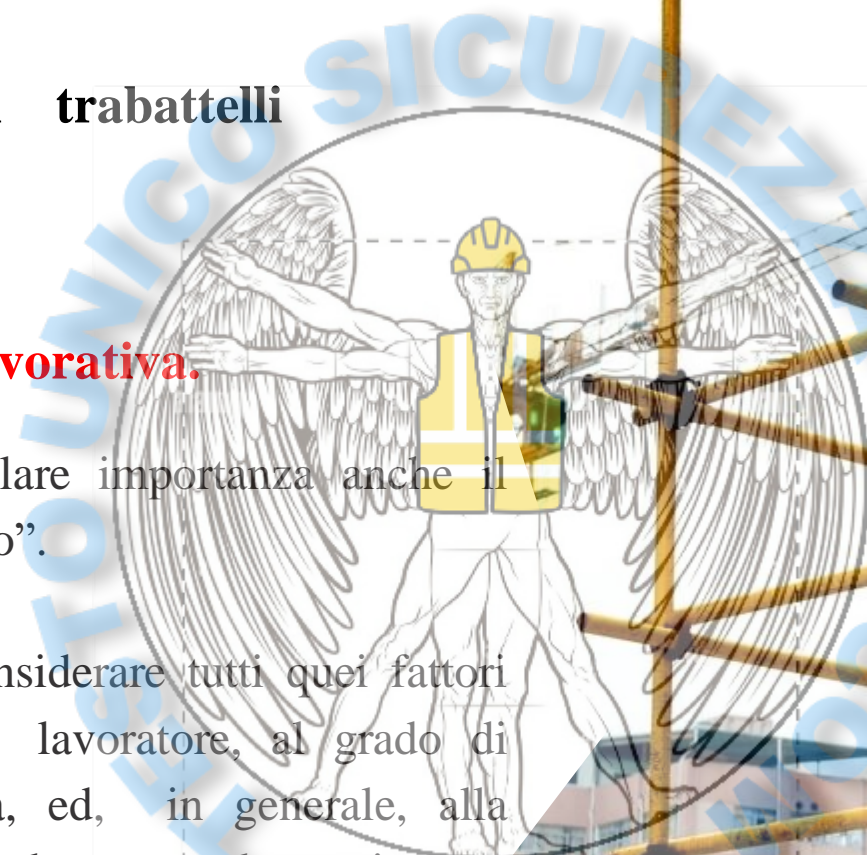 trabattelli
TESTO UNICO SICUREZZA
vorativa.
lare importanza anche il
o”.
nsiderare tutti quei fattori
lavoratore, al grado di
, ed, in generale, alla